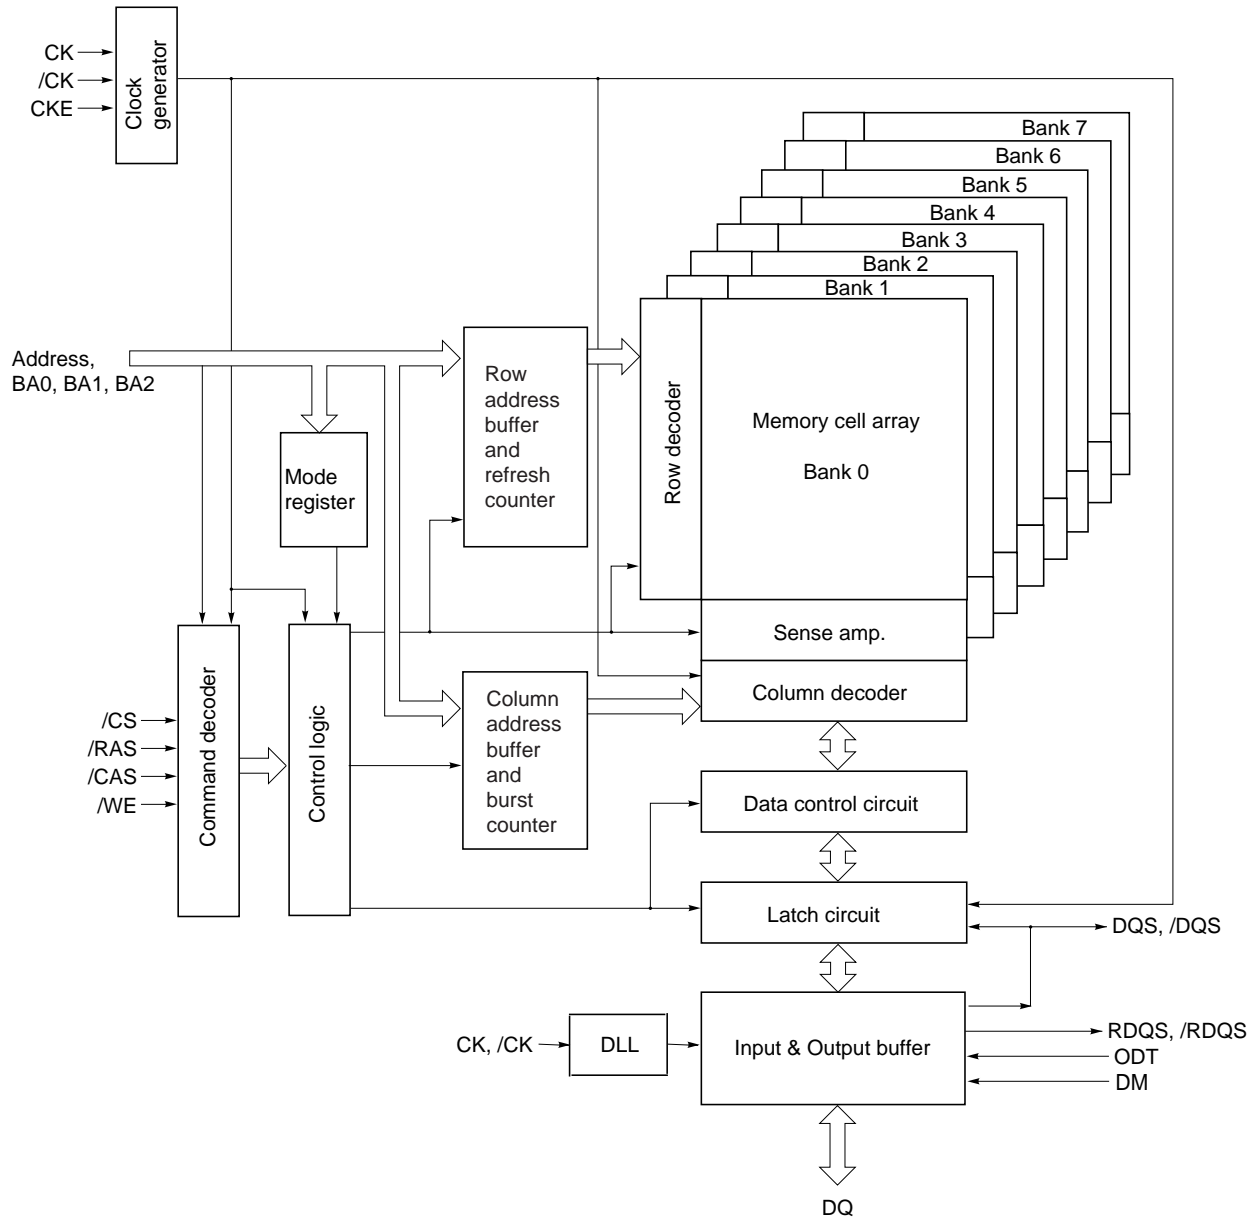 CK
/CK
CKE
Clock
generator
Bank 7
Bank 6
Bank 5
Bank 4
Bank 3
Bank 2
Bank 1
Address,
BA0, BA1, BA2
Mode
register
Row
address
buffer
and
refresh
counter
Row decoder
Memory cell array
Bank 0
Sense amp.
Column decoder
/CS
/RAS
/CAS
/WE
Command decoder
Control logic
Column
address
buffer
and
burst
counter
Data control circuit
Latch circuit
DQS, /DQS
CK, /CK
DLL
Input & Output buffer
RDQS, /RDQS
ODT
DM
DQ